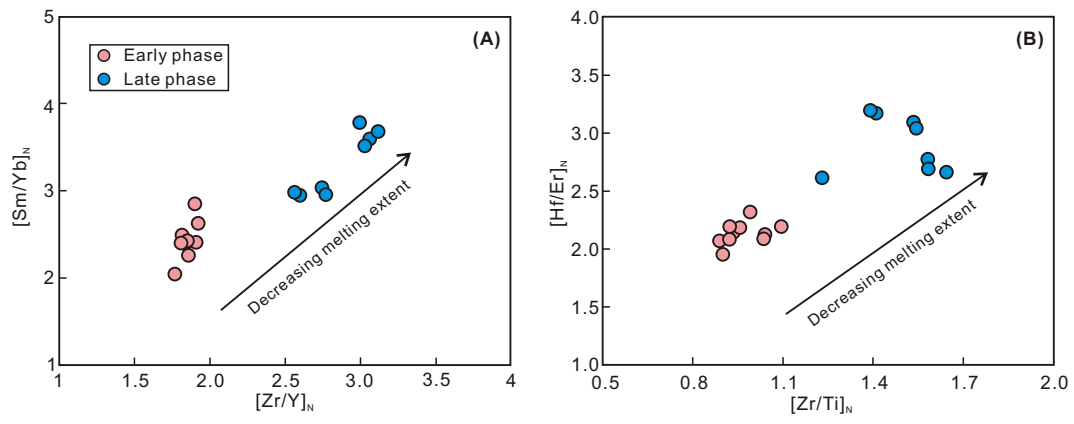 (A)
Early phase
Late phase
5
4
3
2
1
[Sm/Yb]N
Decreasing melting extent
1
1.5
2.0
2.5
3.0
3.5
4
[Zr/Y]N
(B)
4.0
3.5
3.0
2.5
2.0
1.5
1.0
[Hf/Er]N
Decreasing melting extent
0.5
0.8
1.1
1.4
1.7
2.0
[Zr/Ti]N